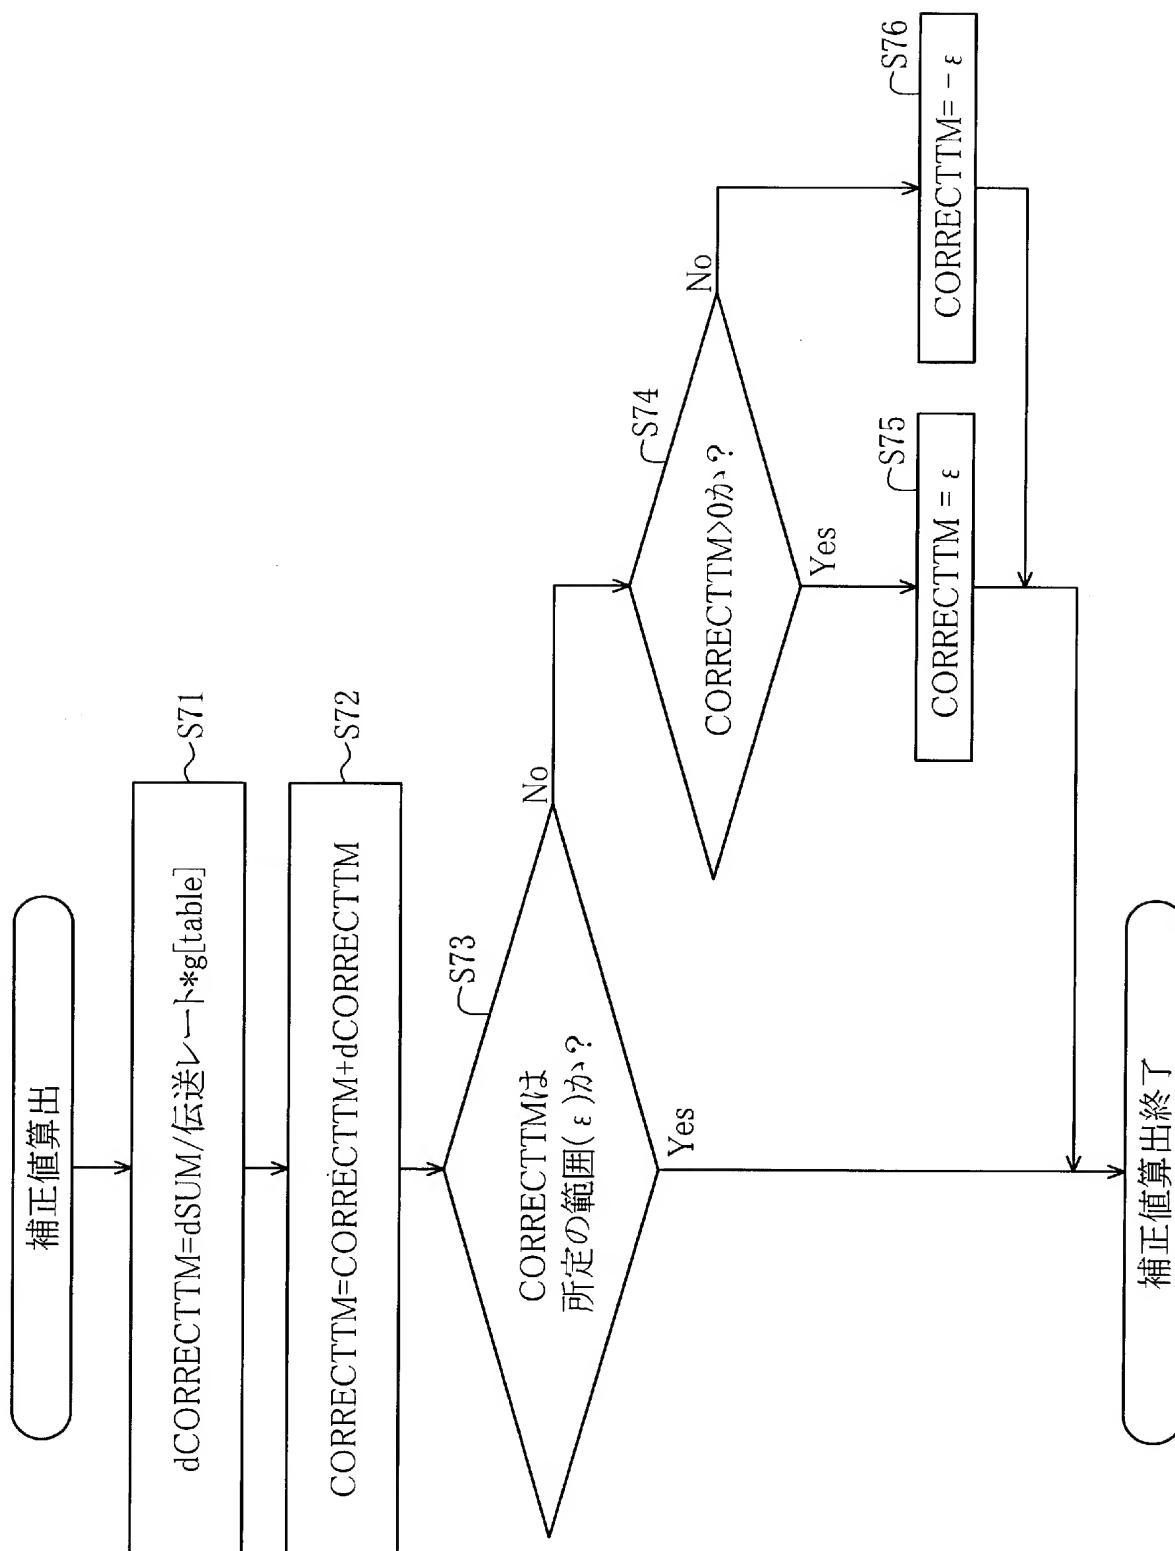 補正値算出
dCORRECTTM=dSUM/伝送レート*g[table]
S71
CORRECTTM=CORRECTTM+dCORRECTTM
S72
CORRECTTMは
所定の範囲(ε)か?
S73
No
Yes
CORRECTTM>0か?
S74
No
Yes
CORRECTTM=ε
S75
CORRECTTM=-ε
S76
補正値算出終了